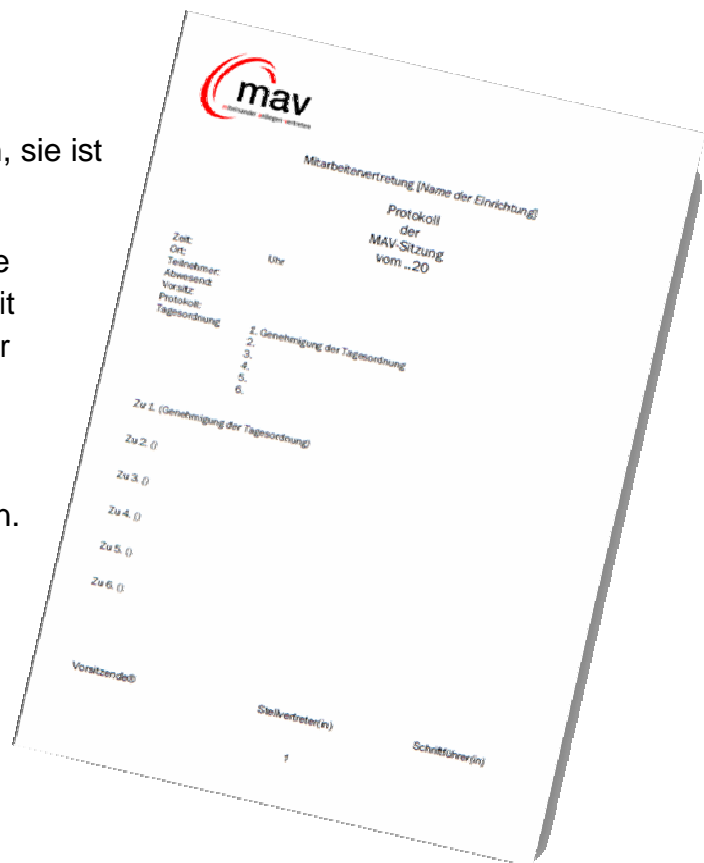 , sie ist
e
it
r
n.
mav
Mitarbeitervertretung [Name der Einrichtung]
Protokoll
der
MAV-Sitzung
vom ..20
Zeit: Uhr
Ort:
Teilnehmer:
Abwesend:
Vorsitz:
Protokoll:
Tagesordnung
1. Genehmigung der Tagesordnung
2.
3.
4.
5.
6.
Zu 1. (Genehmigung der Tagesordnung)
Zu 2. ()
Zu 3. ()
Zu 4. ()
Zu 5. ()
Zu 6. ()
Vorsitzende® Stellvertreter(in) Schriftführer(in)
1